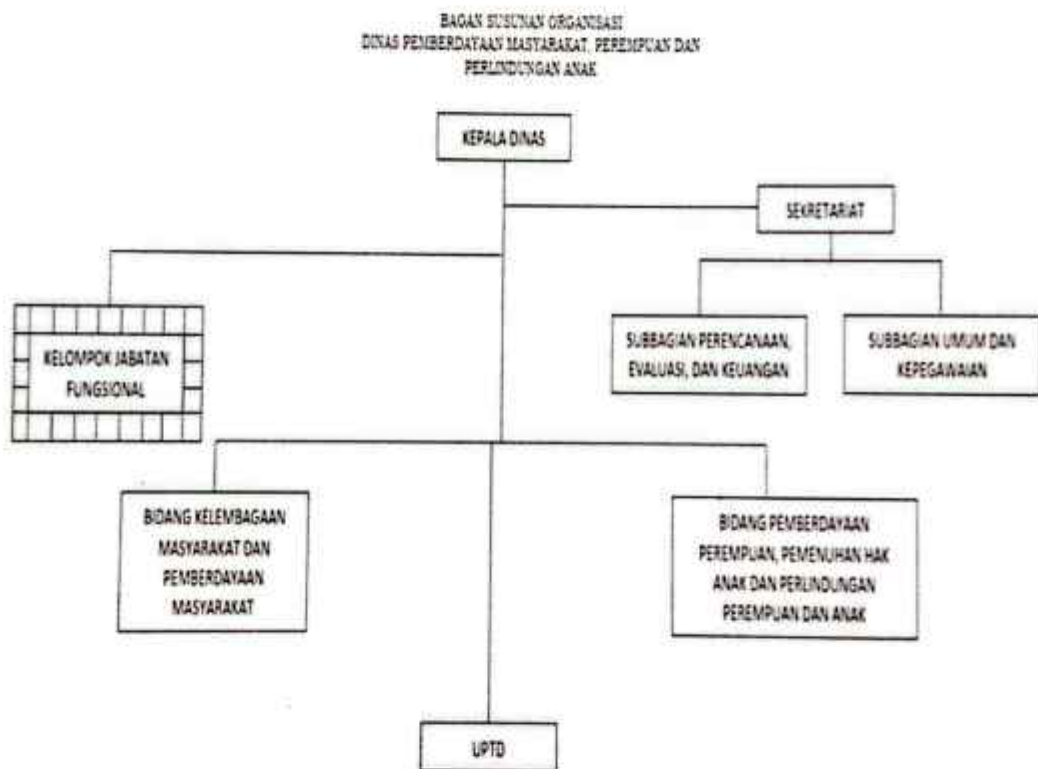 BAGAN SUSUNAN ORGANISASI
DINAS PEMBERDAYAAN MASYARAKAT, PEREMPUAN DAN
PERLINDUNGAN ANAK
KEPALA DINAS
SEKRETARIAT
SUBBAGIAN PERENCANAAN,
EVALUASI, DAN KEUANGAN
SUBBAGIAN UMUM DAN
KEPEGAWAIAN
KELOMPOK JABATAN
FUNGSIONAL
BIDANG KELEMBAGAAN
MASYARAKAT DAN
PEMBERDAYAAN
MASYARAKAT
BIDANG PEMBERDAYAAN
PEREMPUAN, PEMENUHAN HAK
ANAK DAN PERLINDUNGAN
PEREMPUAN DAN ANAK
UPTD